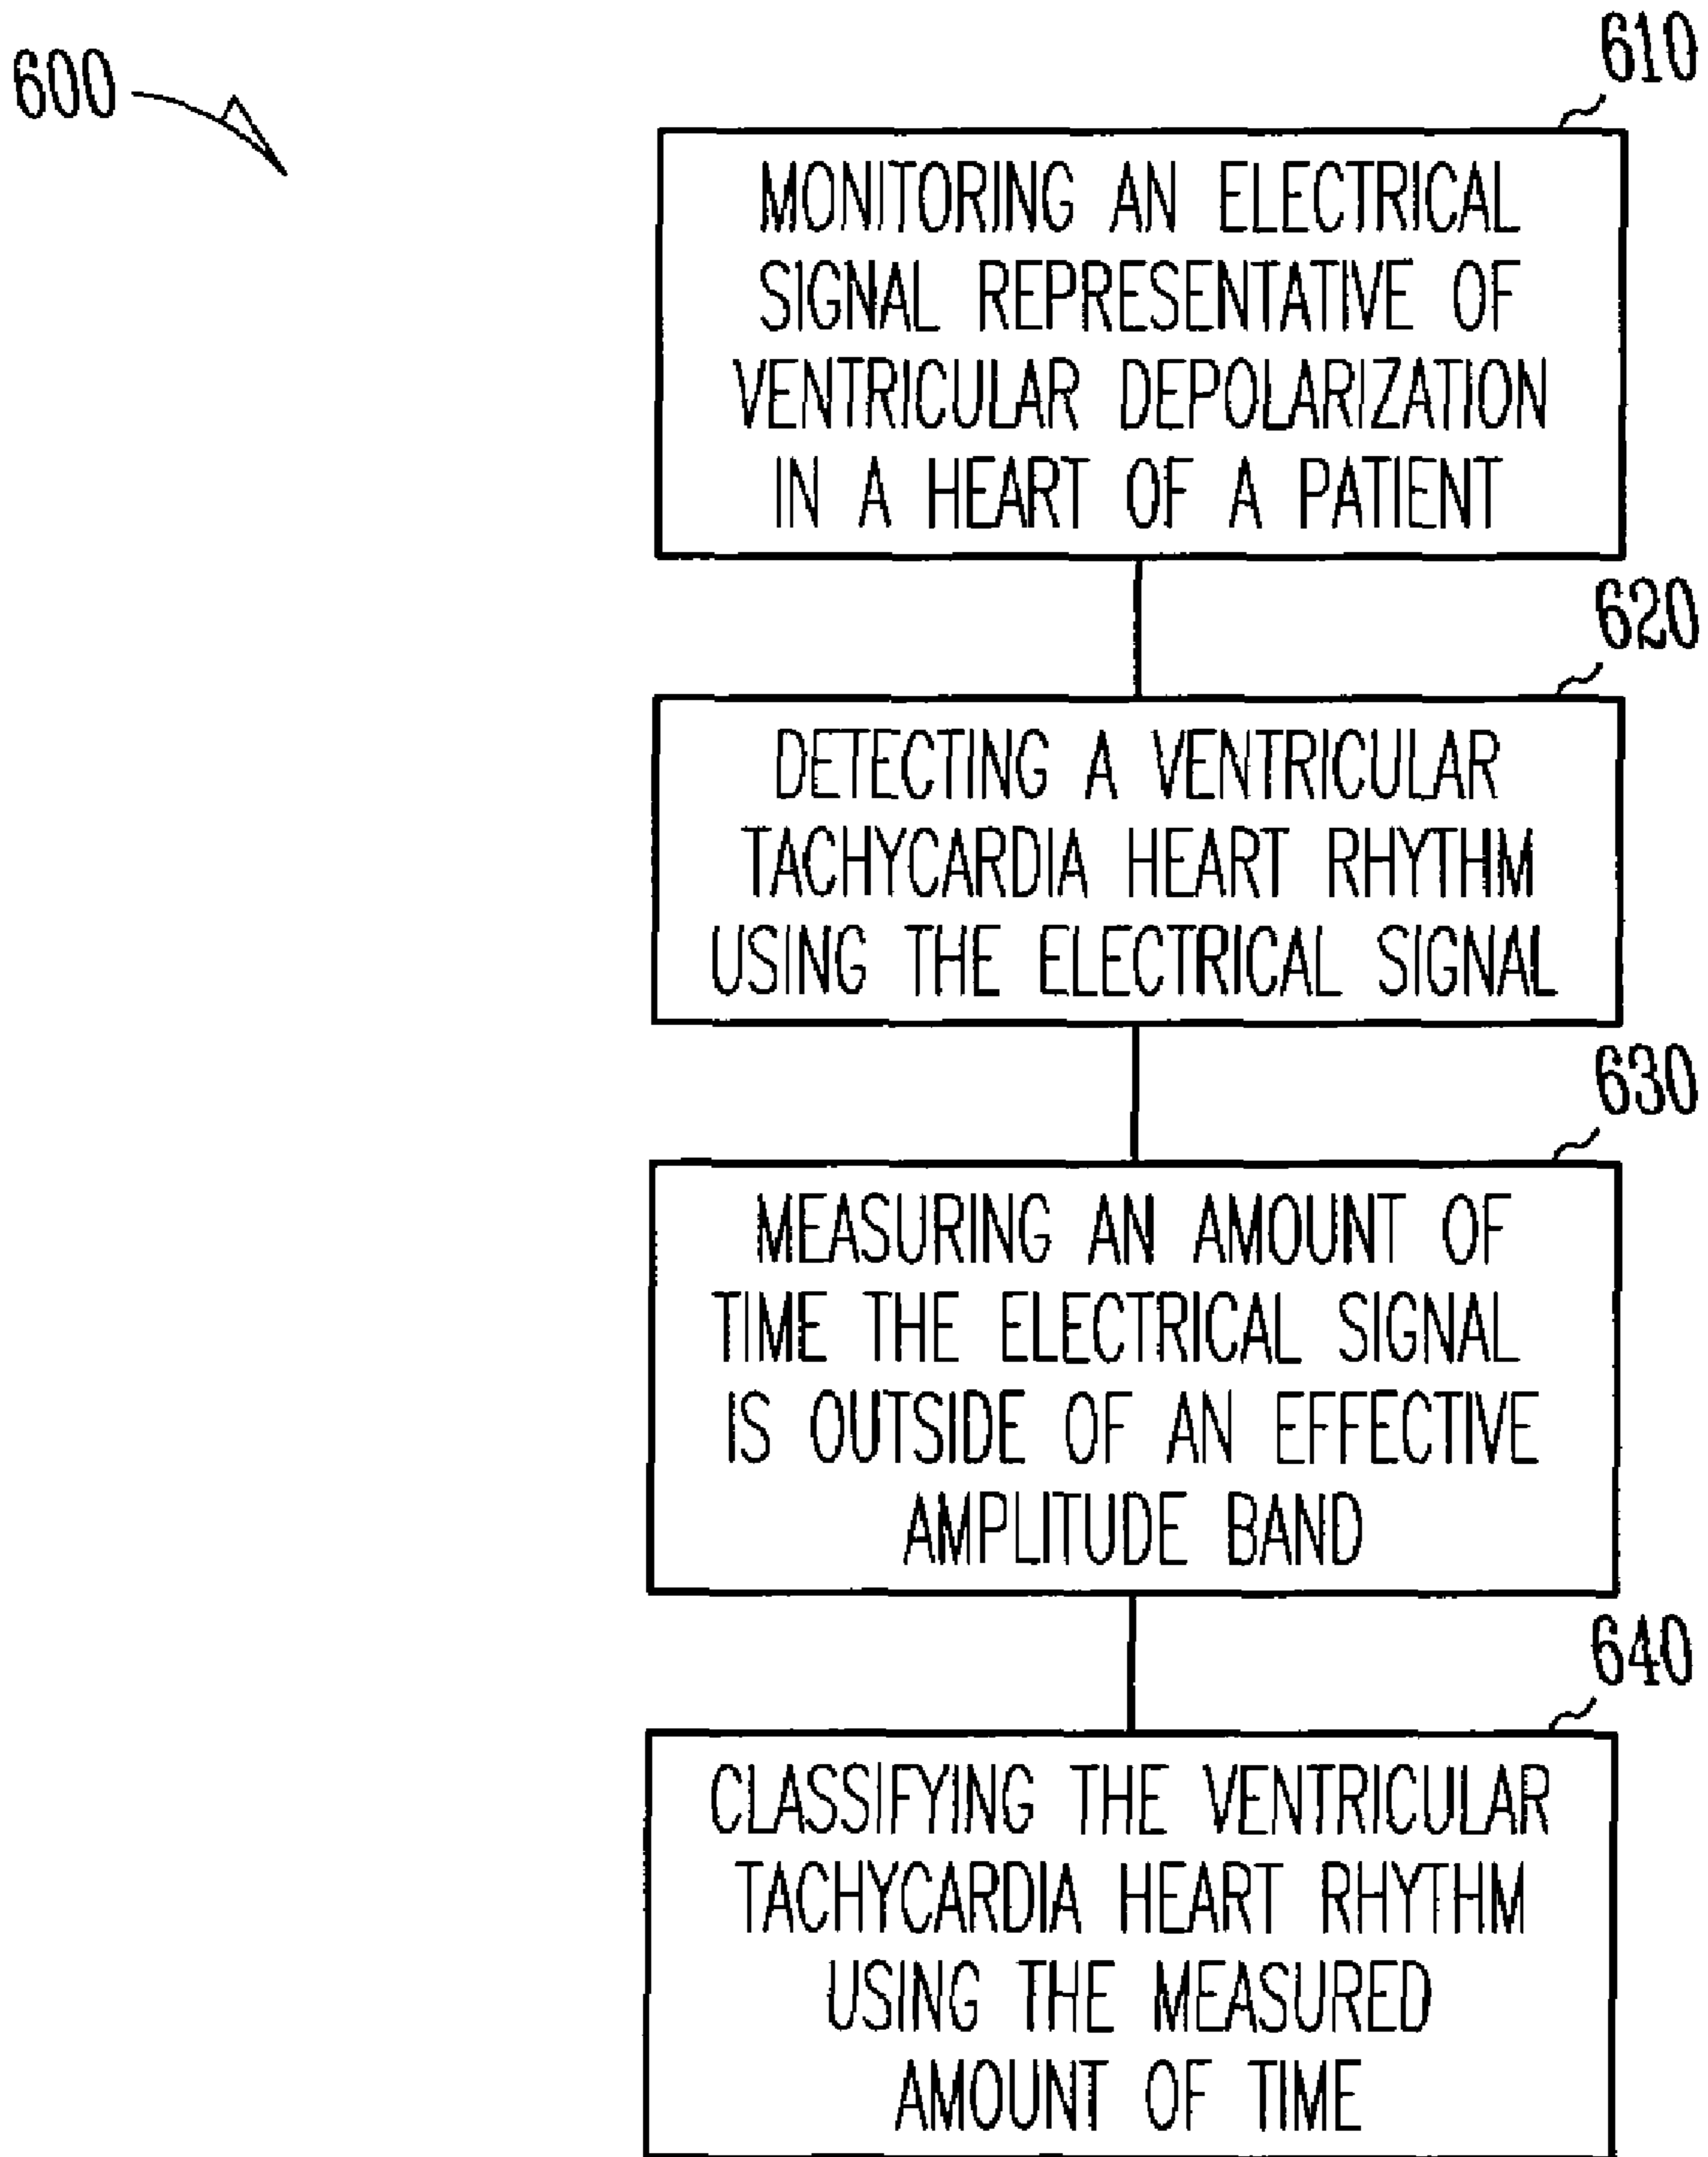 600
610
MONITORING AN ELECTRICAL
SIGNAL REPRESENTATIVE OF
VENTRICULAR DEPOLARIZATION
IN A HEART OF A PATIENT
620
DETECTING A VENTRICULAR
TACHYCARDIA HEART RHYTHM
USING THE ELECTRICAL SIGNAL
630
MEASURING AN AMOUNT OF
TIME THE ELECTRICAL SIGNAL
IS OUTSIDE OF AN EFFECTIVE
AMPLITUDE BAND
640
CLASSIFYING THE VENTRICULAR
TACHYCARDIA HEART RHYTHM
USING THE MEASURED
AMOUNT OF TIME